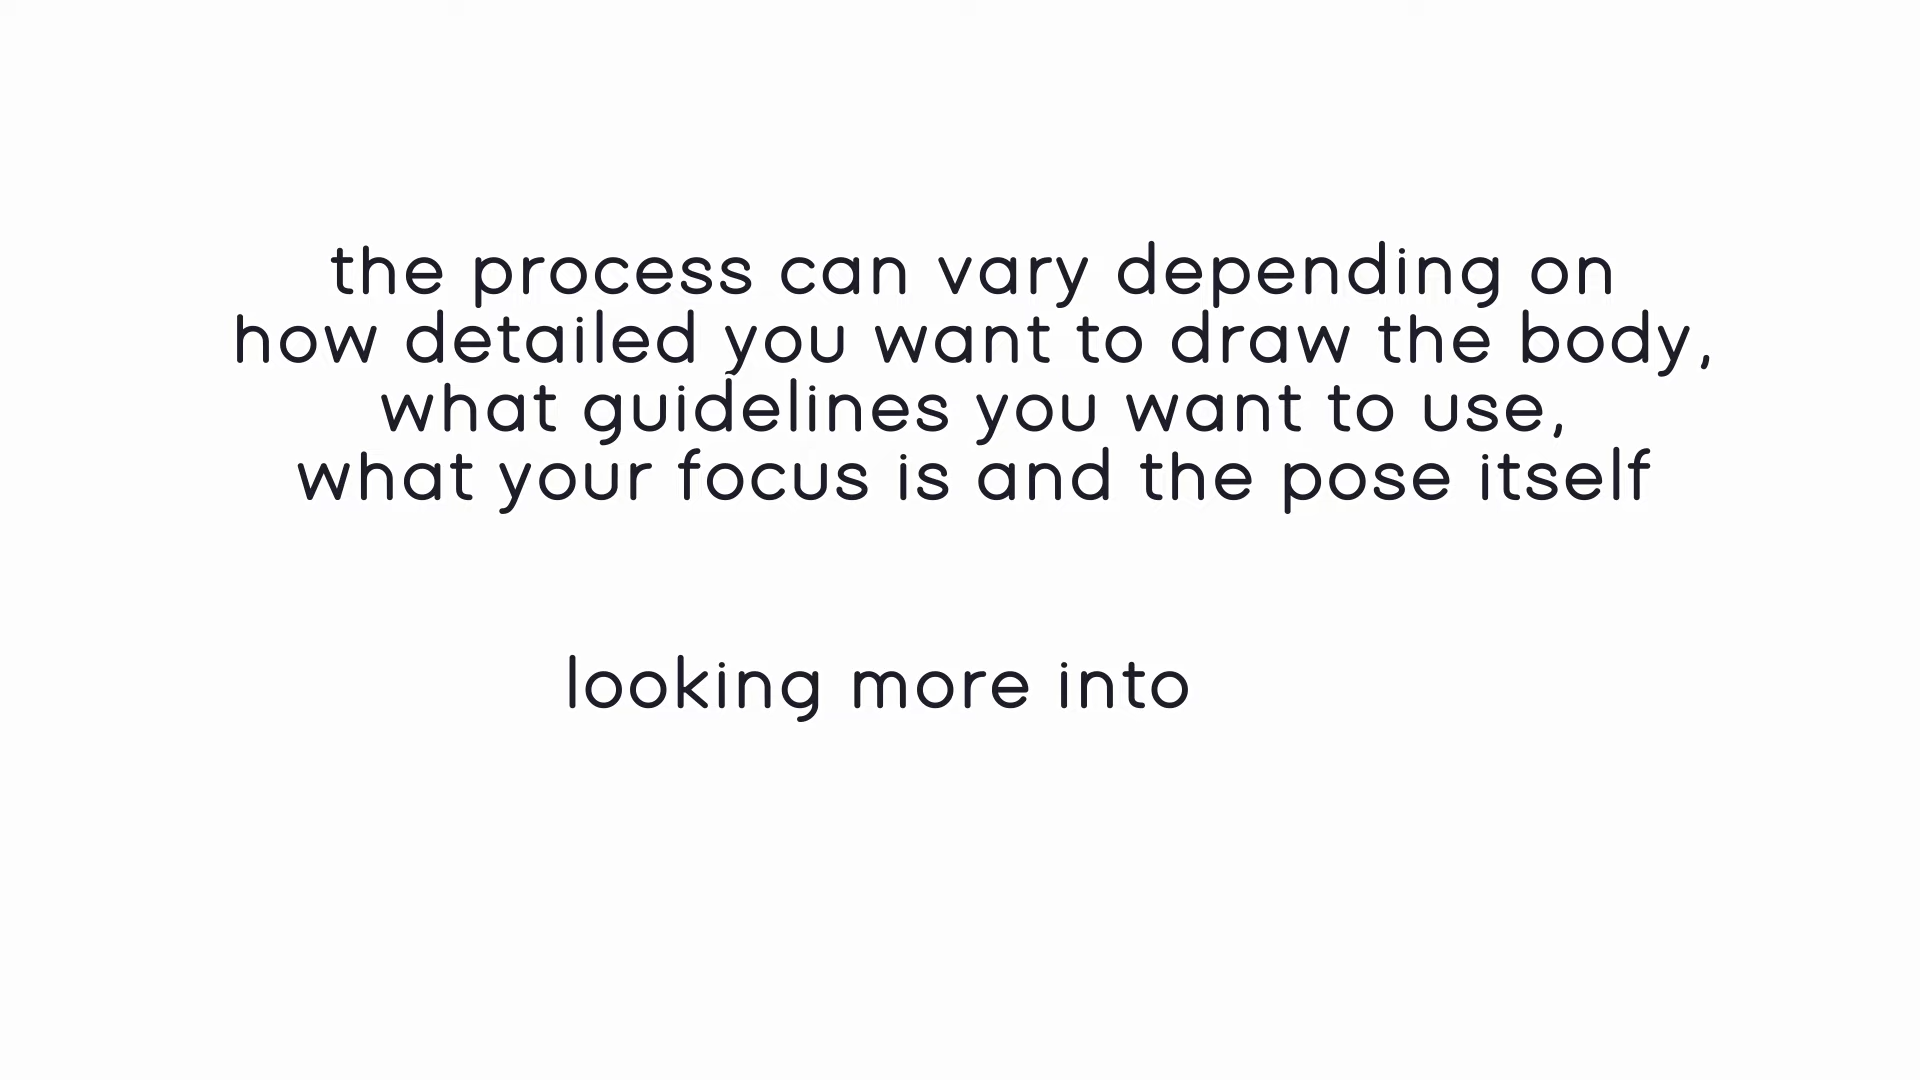 the process can vary depending on
how detailed you want to draw the body,
what guidelines you want to use,
what your focus is and the pose itself
looking more into